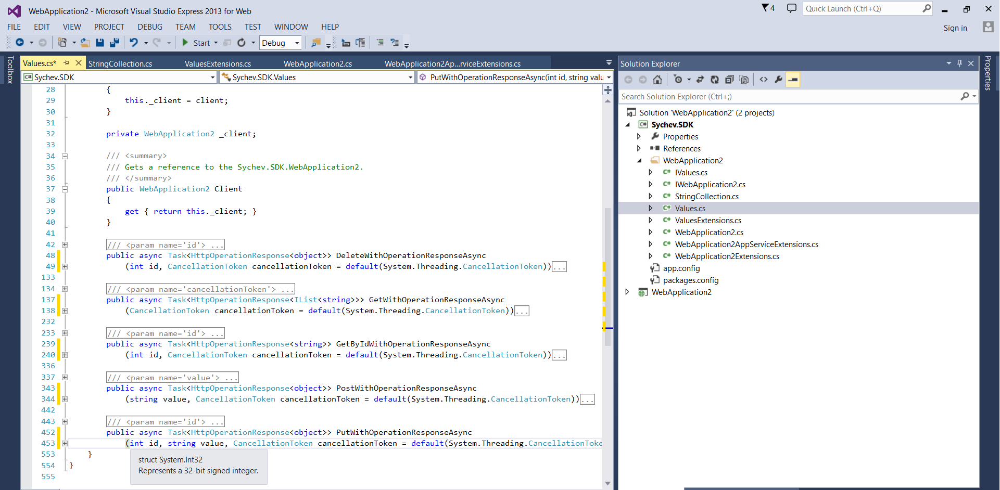 WebApplication2 - Microsoft Visual Studio Express 2013 for Web
4
Quick Launch (Ctrl+Q)
FILE EDIT VIEW PROJECT DEBUG TEAM TOOLS TEST WINDOW HELP
Sign in
Start Debug
Toolbox
Values.cs* StringCollection.cs ValuesExtensions.cs WebApplication2.cs WebApplication2Ap...rviceExtensions.cs
C# Sychev.SDK Sychev.SDK.Values PutWithOperationResponseAsync(int id, string valu
28 {
29 this._client = client;
30 }
31
32 private WebApplication2 _client;
33
34 /// <summary>
35 /// Gets a reference to the Sychev.SDK.WebApplication2.
36 /// </summary>
37 public WebApplication2 Client
38 {
39 get { return this._client; }
40 }
41
42 /// <param name='id'> ...
48 public async Task<HttpOperationResponse<object>> DeleteWithOperationResponseAsync
49 (int id, CancellationToken cancellationToken = default(System.Threading.CancellationToken))...
133
134 /// <param name='cancellationToken'> ...
137 public async Task<HttpOperationResponse<IList<string>>> GetWithOperationResponseAsync
138 (CancellationToken cancellationToken = default(System.Threading.CancellationToken))...
232
233 /// <param name='id'> ...
239 public async Task<HttpOperationResponse<string>> GetByIdWithOperationResponseAsync
240 (int id, CancellationToken cancellationToken = default(System.Threading.CancellationToken))...
336
337 /// <param name='value'> ...
343 public async Task<HttpOperationResponse<object>> PostWithOperationResponseAsync
344 (string value, CancellationToken cancellationToken = default(System.Threading.CancellationToken))...
442
443 /// <param name='id'> ...
452 public async Task<HttpOperationResponse<object>> PutWithOperationResponseAsync
453 (int id, string value, CancellationToken cancellationToken = default(System.Threading.CancellationToke
553 }
554 }
555
struct System.Int32
Represents a 32-bit signed integer.
Solution Explorer
Search Solution Explorer (Ctrl+;)
Solution 'WebApplication2' (2 projects)
C# Sychev.SDK
Properties
References
WebApplication2
C# IValues.cs
C# IWebApplication2.cs
C# StringCollection.cs
C# Values.cs
C# ValuesExtensions.cs
C# WebApplication2.cs
C# WebApplication2AppServiceExtensions.cs
C# WebApplication2Extensions.cs
app.config
packages.config
WebApplication2
Properties